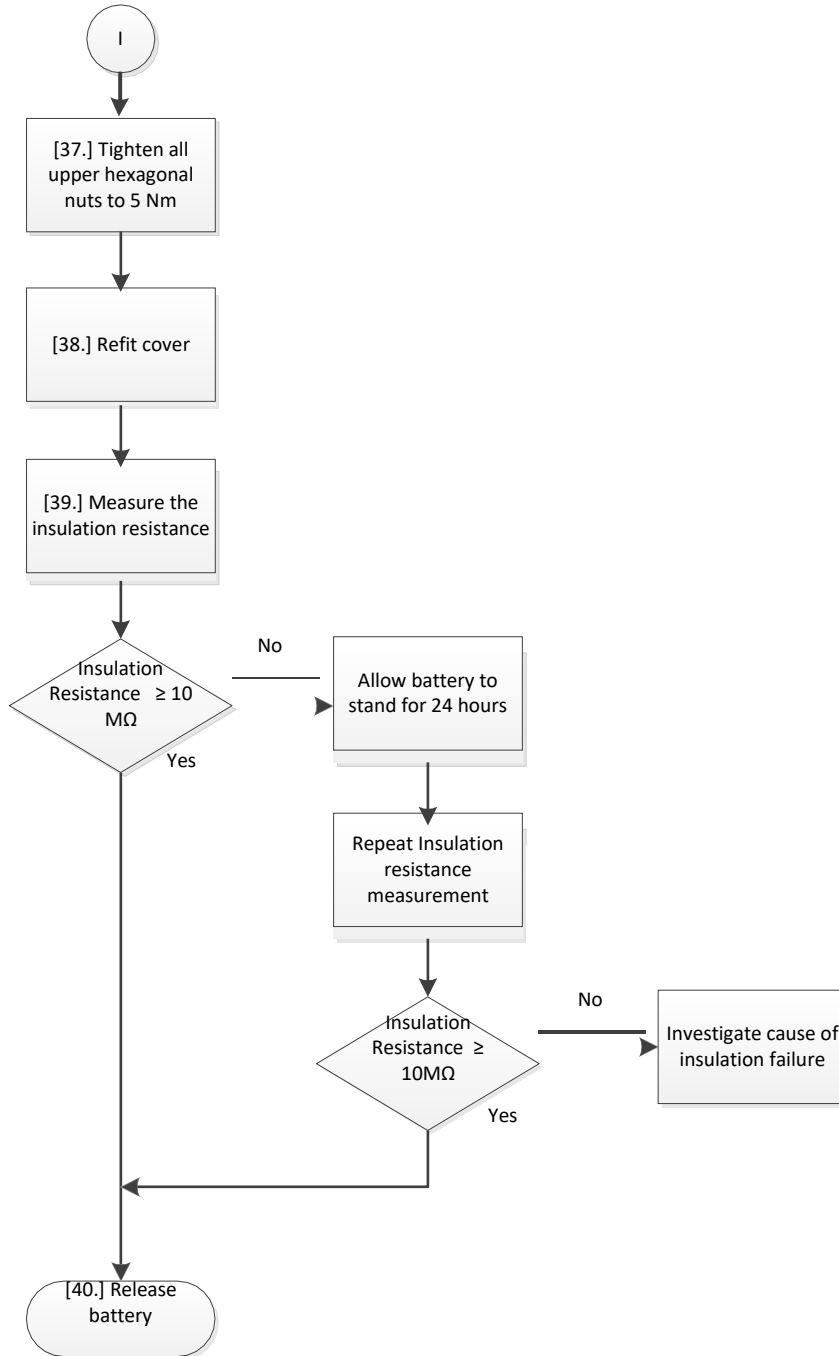 I
[37.] Tighten all
upper hexagonal
nuts to 5 Nm
[38.] Refit cover
[39.] Measure the
insulation resistance
Insulation
Resistance ≥ 10
MΩ
No
Yes
Allow battery to
stand for 24 hours
Repeat Insulation
resistance
measurement
Insulation
Resistance ≥
10MΩ
No
Yes
Investigate cause of
insulation failure
[40.] Release
battery